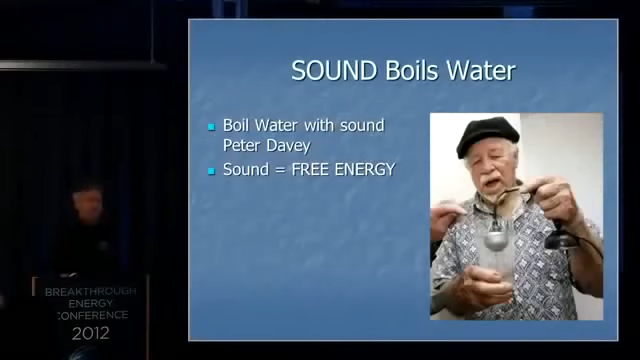 SOUND Boils Water
Boil Water with sound
Peter Davey
Sound = FREE ENERGY
BREAKTHROUGH
ENERGY
CONFERENCE
2012